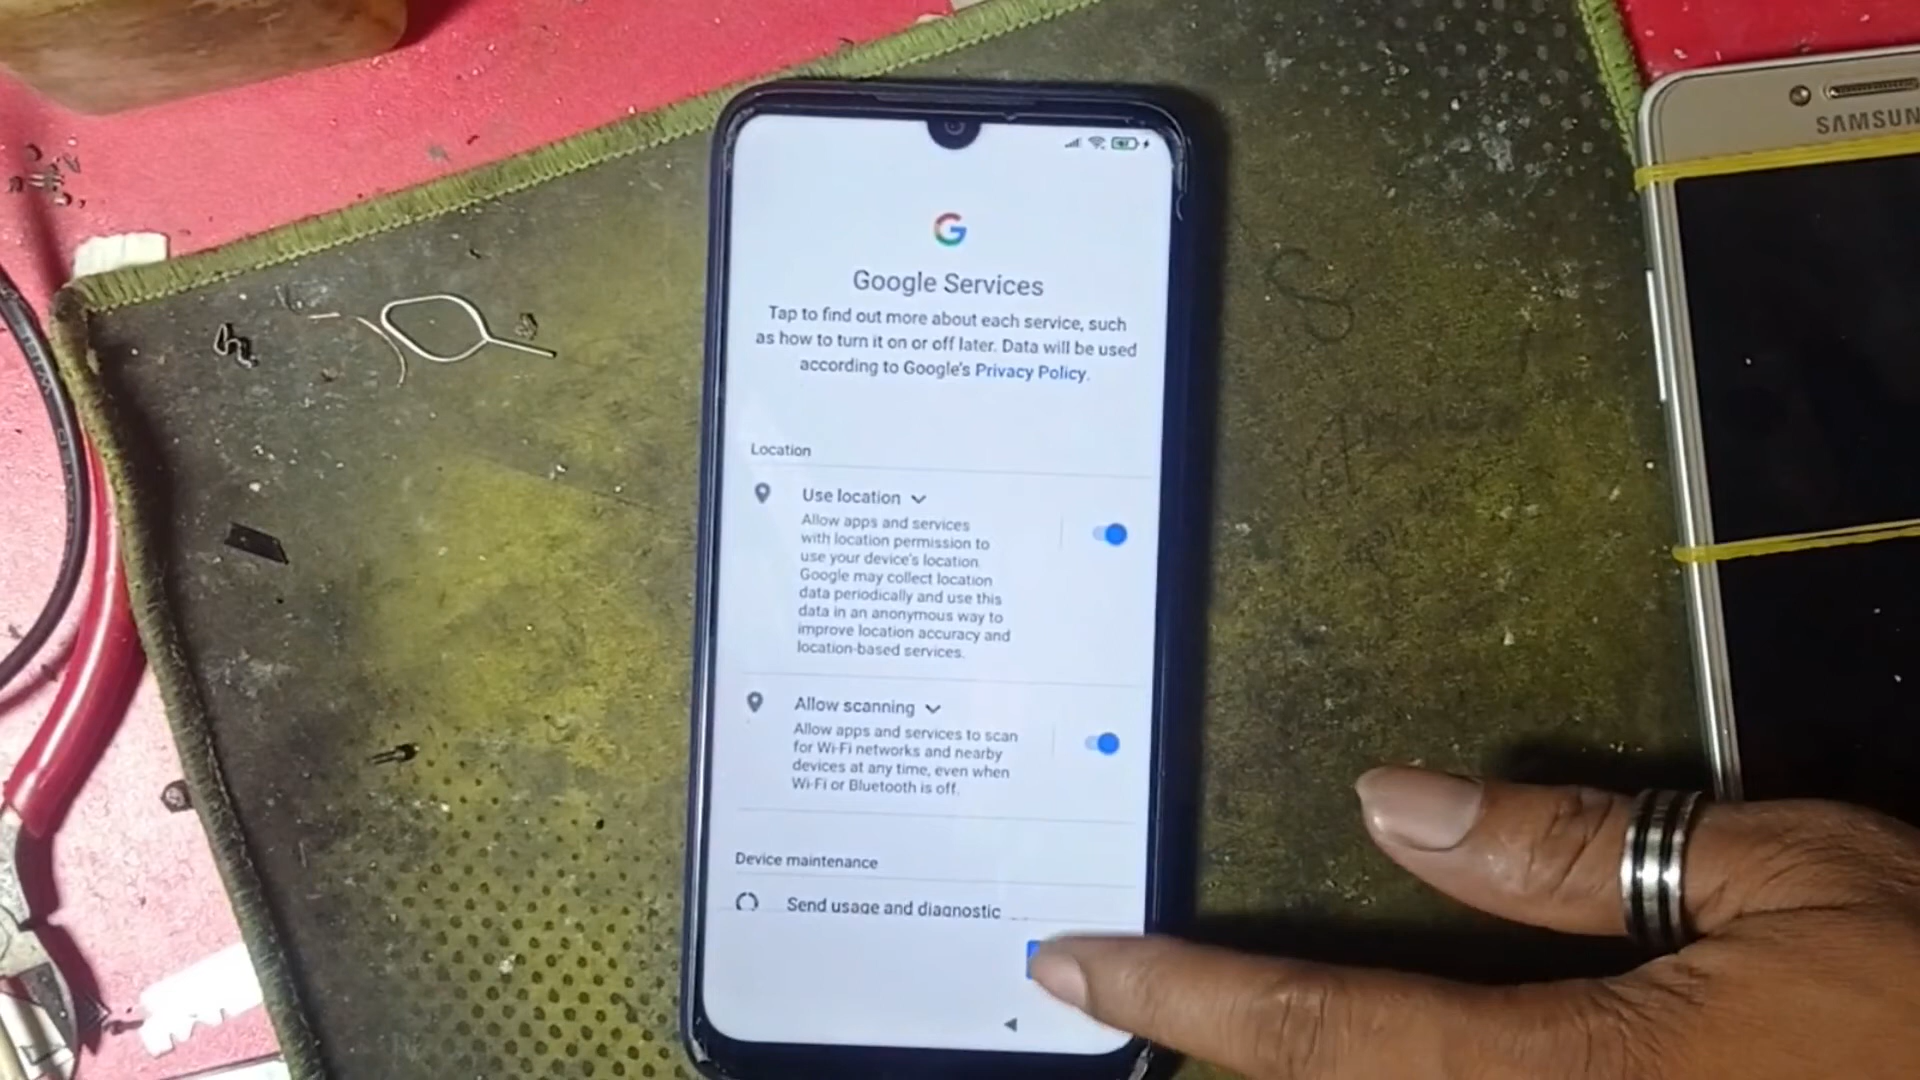 SAMSUN
Google Services
Tap to find out more about each service, such
as how to turn it on or off later. Data will be used
according to Google's Privacy Policy.
Location
Use location
Allow apps and services
with location permission to
use your device's location.
Google may collect location
data periodically and use this
data in an anonymous way to
improve location accuracy and
location-based services.
Allow scanning
Allow apps and services to scan
for Wi-Fi networks and nearby
devices at any time, even when
Wi-Fi or Bluetooth is off.
Device maintenance
Send usage and diagnostic